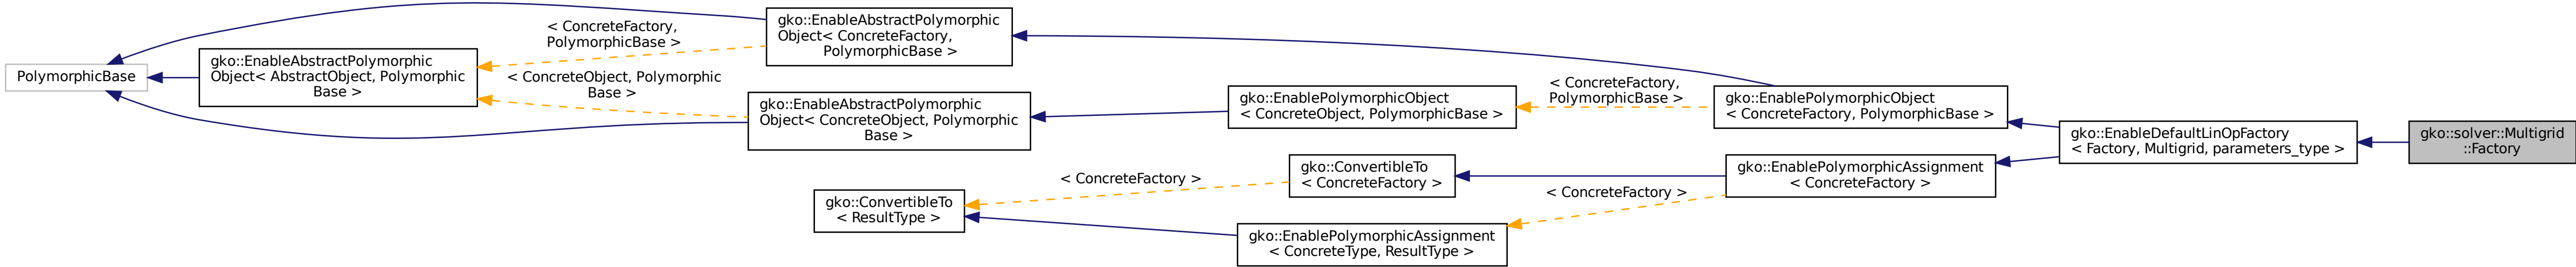 PolymorphicBase
gko::EnableAbstractPolymorphic
Object< AbstractObject, Polymorphic
Base >
< ConcreteFactory,
PolymorphicBase >
< ConcreteObject, Polymorphic
Base >
gko::EnableAbstractPolymorphic
Object< ConcreteFactory,
PolymorphicBase >
gko::EnableAbstractPolymorphic
Object< ConcreteObject, Polymorphic
Base >
gko::ConvertibleTo
< ResultType >
< ConcreteFactory >
gko::EnablePolymorphicObject
< ConcreteObject, PolymorphicBase >
gko::ConvertibleTo
< ConcreteFactory >
gko::EnablePolymorphicAssignment
< ConcreteType, ResultType >
< ConcreteFactory,
PolymorphicBase >
< ConcreteFactory >
gko::EnablePolymorphicObject
< ConcreteFactory, PolymorphicBase >
gko::EnablePolymorphicAssignment
< ConcreteFactory >
gko::EnableDefaultLinOpFactory
< Factory, Multigrid, parameters_type >
gko::solver::Multigrid
::Factory